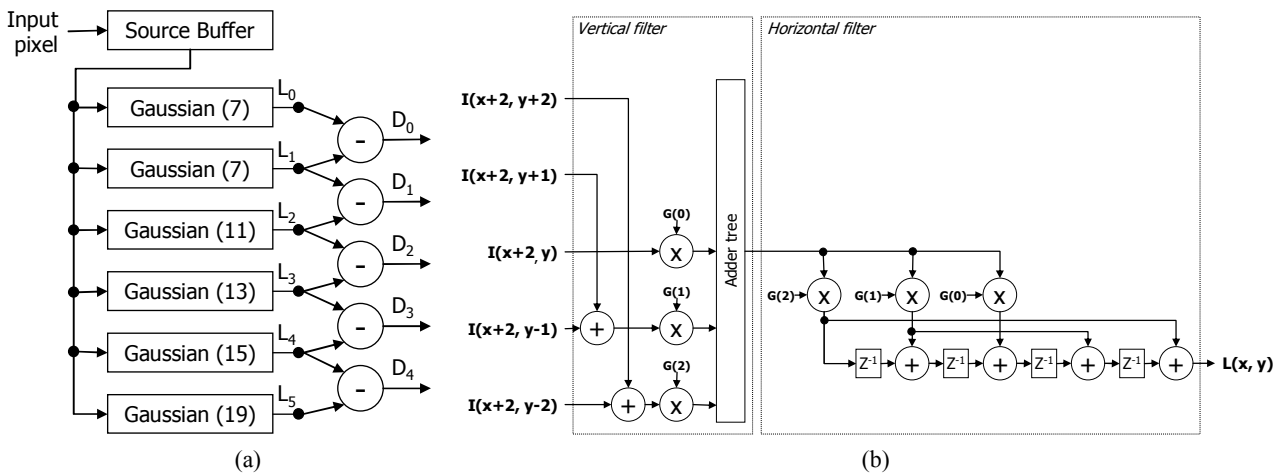 Input
pixel
Source Buffer
Gaussian (7)
L0
D0
Gaussian (7)
L1
D1
Gaussian (11)
L2
D2
Gaussian (13)
L3
D3
Gaussian (15)
L4
D4
Gaussian (19)
L5
-
-
-
-
-
(a)
Vertical filter
Horizontal filter
I(x+2, y+2)
I(x+2, y+1)
I(x+2, y)
I(x+2, y-1)
I(x+2, y-2)
G(0)
X
G(1)
+
X
G(2)
+
X
Adder tree
G(2)
X
G(1)
X
G(0)
X
Z-1
+
Z-1
+
Z-1
+
Z-1
+
L(x, y)
(b)